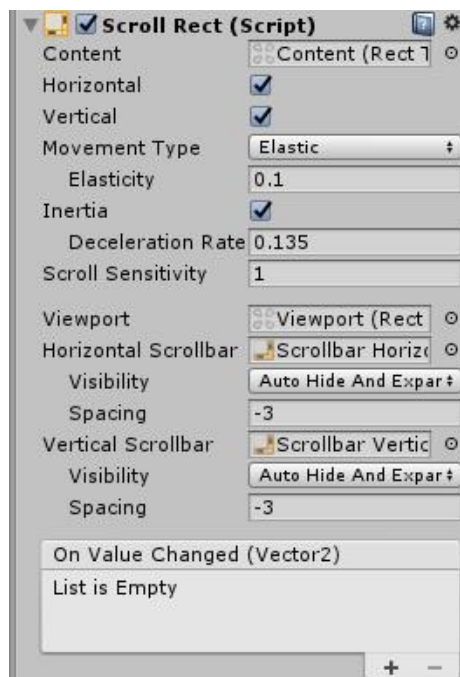 Scroll Rect (Script)
Content Content (Rect T
Horizontal
Vertical
Movement Type Elastic
Elasticity 0.1
Inertia
Deceleration Rate 0.135
Scroll Sensitivity 1
Viewport Viewport (Rect
Horizontal Scrollbar Scrollbar Horizo
Visibility Auto Hide And Expar
Spacing -3
Vertical Scrollbar Scrollbar Vertic
Visibility Auto Hide And Expar
Spacing -3
On Value Changed (Vector2)
List is Empty
+ −